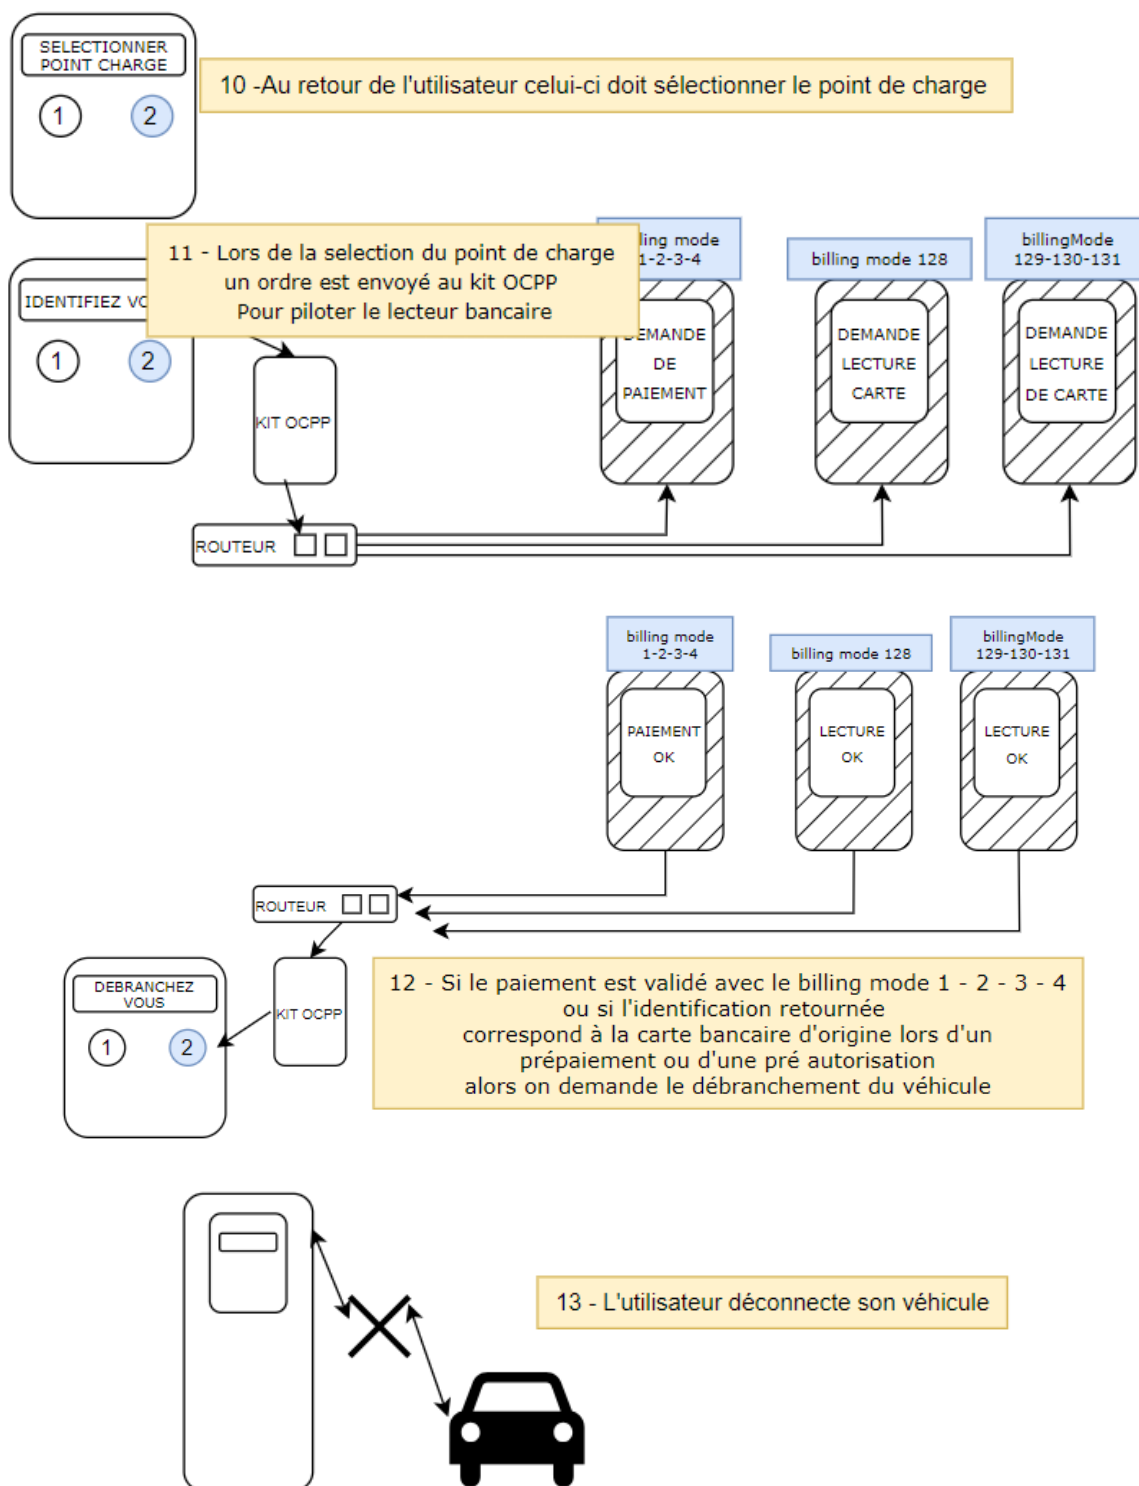 SELECTIONNER
POINT CHARGE
1
2
10 -Au retour de l'utilisateur celui-ci doit sélectionner le point de charge
11 - Lors de la selection du point de charge
un ordre est envoyé au kit OCPP
Pour piloter le lecteur bancaire
IDENTIFIEZ
1
2
KIT OCPP
ROUTEUR
mode
1-2-3-4
DEMANDE
DE
PAIEMENT
billing mode 128
DEMANDE
LECTURE
CARTE
billingMode
129-130-131
DEMANDE
LECTURE
DE CARTE
billing mode
1-2-3-4
PAIEMENT
OK
billing mode 128
LECTURE
OK
billingMode
129-130-131
LECTURE
OK
ROUTEUR
KIT OCPP
DEBRANCHEZ
VOUS
1
2
12 - Si le paiement est validé avec le billing mode 1 - 2 - 3 - 4
ou si l'identification retournée
correspond à la carte bancaire d'origine lors d'un
prépaiement ou d'une pré autorisation
alors on demande le débranchement du véhicule
13 - L'utilisateur déconnecte son véhicule